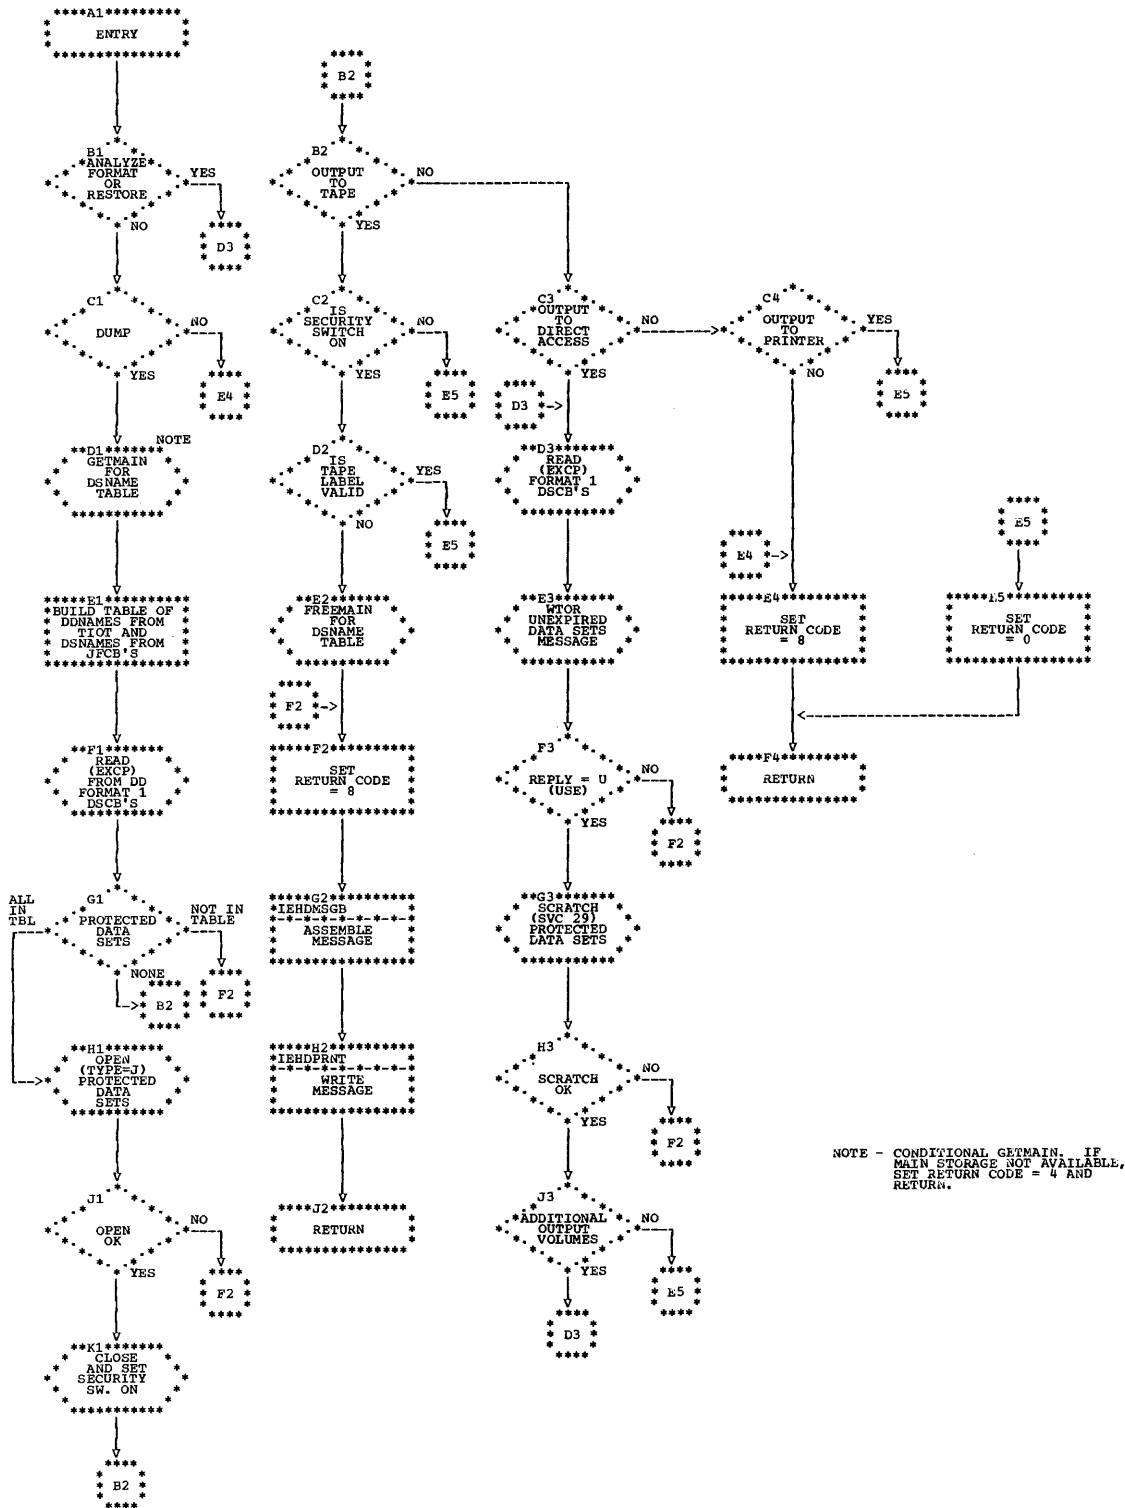 A1
ENTRY
B1
ANALYZE
FORMAT
OR
RESTORE
YES
D3
NO
C1
DUMP
NO
E4
YES
NOTE
D1
GETMAIN
FOR
DSNAME
TABLE
E1
BUILD TABLE OF
DDNAMES FROM
TIOT AND
DSNAMES FROM
JFCB'S
F1
READ
(EXCP)
FROM DD
FORMAT 1
DSCB'S
G1
ALL
IN
TBL
PROTECTED
DATA
SETS
NOT IN
TABLE
F2
NONE
B2
H1
OPEN
(TYPE=J)
PROTECTED
DATA
SETS
J1
OPEN
OK
NO
F2
YES
K1
CLOSE
AND SET
SECURITY
SW. ON
B2
B2
B2
OUTPUT
TO
TAPE
NO
YES
C2
IS
SECURITY
SWITCH
ON
NO
E5
YES
D2
IS
TAPE
LABEL
VALID
YES
E5
NO
E2
FREEMAIN
FOR
DSNAME
TABLE
F2
F2
SET
RETURN CODE
= 8
G2
IEHDMSGB
ASSEMBLE
MESSAGE
H2
IEHDPRNT
WRITE
MESSAGE
J2
RETURN
C3
OUTPUT
TO
DIRECT
ACCESS
NO
YES
D3
D3
READ
(EXCP)
FORMAT 1
DSCB'S
E3
WTOR
UNEXPIRED
DATA SETS
MESSAGE
F3
REPLY = U
(USE)
NO
F2
YES
G3
SCRATCH
(SVC 29)
PROTECTED
DATA SETS
H3
SCRATCH
OK
NO
F2
YES
J3
ADDITIONAL
OUTPUT
VOLUMES
NO
E5
YES
D3
C4
OUTPUT
TO
PRINTER
YES
E5
NO
E4
E4
SET
RETURN CODE
= 8
F4
RETURN
E5
E5
SET
RETURN CODE
= 0
NOTE - CONDITIONAL GETMAIN. IF
MAIN STORAGE NOT AVAILABLE,
SET RETURN CODE = 4 AND
RETURN.